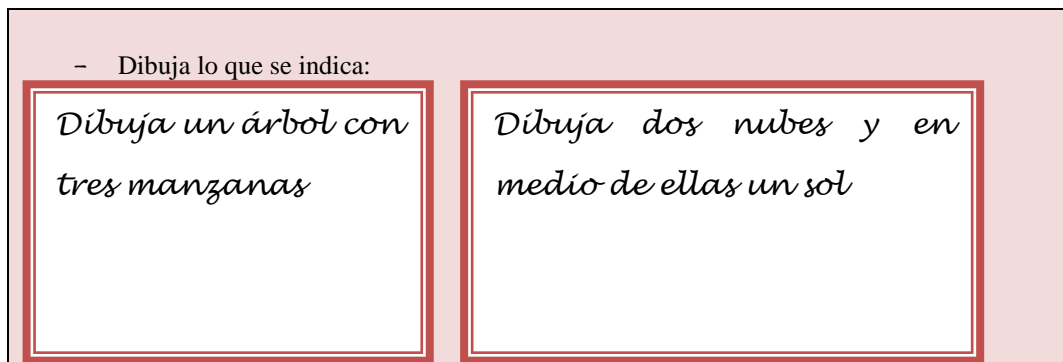 - Dibuja lo que se indica:
Dibuja un árbol con
tres manzanas
Dibuja dos nubes y en
medio de ellas un sol